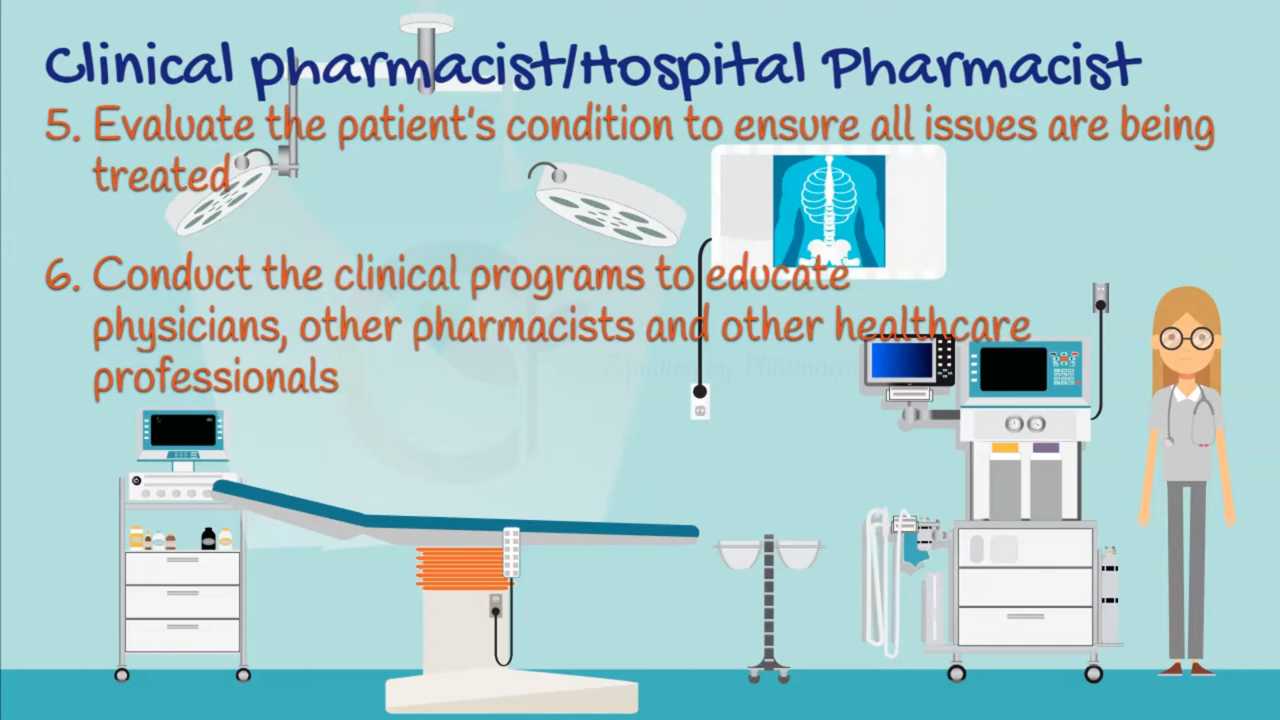 Clinical pharmacist/Hospital Pharmacist
5. Evaluate the patient's condition to ensure all issues are being
treated
6. Conduct the clinical programs to educate
physicians, other pharmacists and other healthcare
professionals